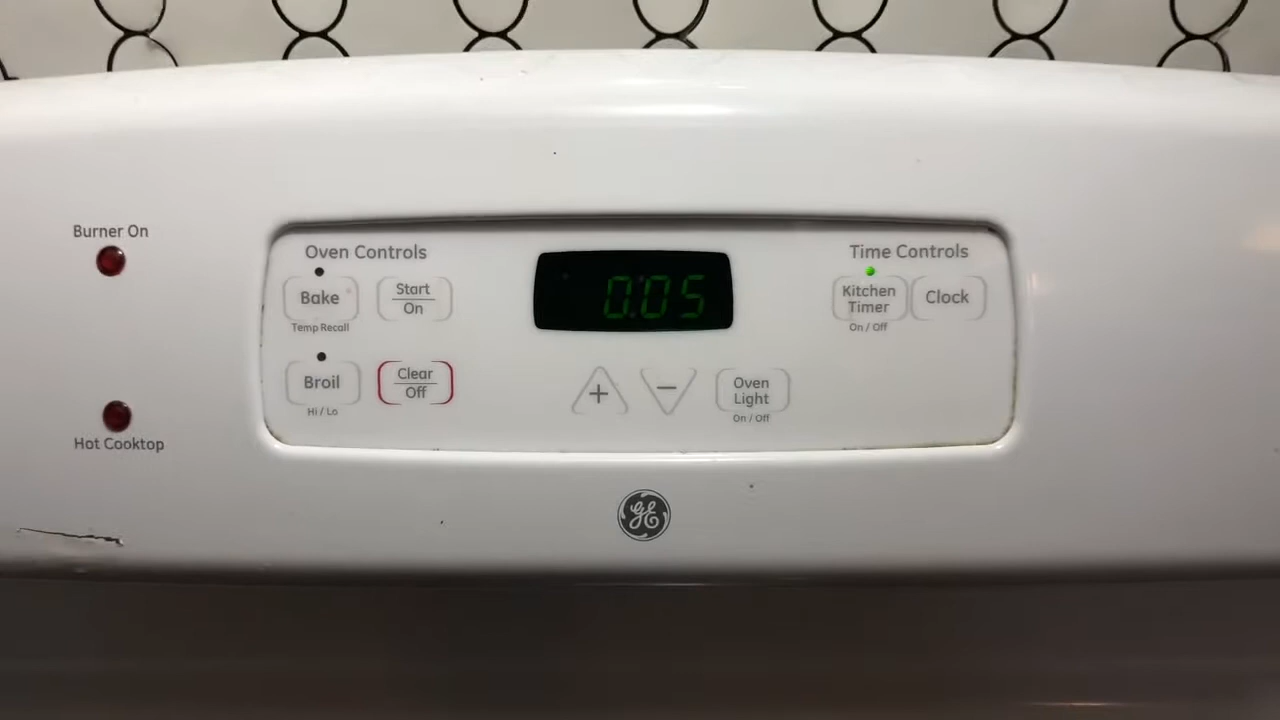 Burner On
Hot Cooktop
Oven Controls
Bake
Temp Recall
Start
On
Broil
Hi / Lo
Clear
Off
0:05
+
−
Oven
Light
On / Off
Time Controls
Kitchen
Timer
On / Off
Clock
GE